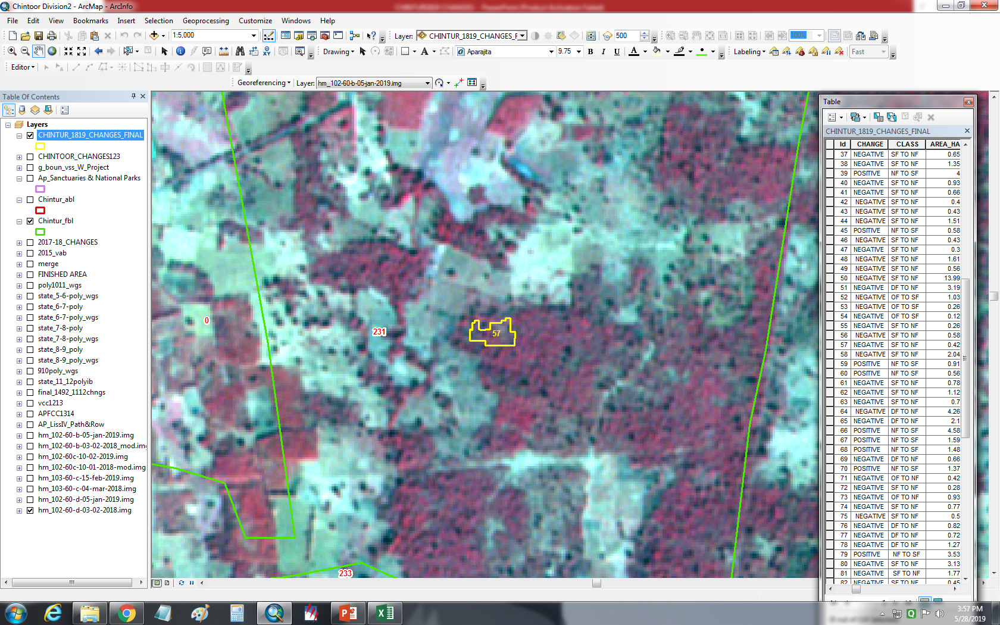 Chintoor Division2 - ArcMap - ArcInfo
File Edit View Bookmarks Insert Selection Geoprocessing Customize Windows Help
1:5,000 Layer: CHINTUR_1819_CHANGES_F 500 100%
Drawing Aparajita 9.75 B I U A Labeling Fast
Editor
Georeferencing Layer: hm_102-60-b-05-jan-2019.img
Table Of Contents
Layers
CHINTUR_1819_CHANGES_FINAL
CHINTOOR_CHANGES123
g_boun_vss_W_Project
Ap_Sanctuaries & National Parks
Chintur_abl
Chintur_fbl
2017-18_CHANGES
2015_vab
merge
FINISHED AREA
poly1011_wgs
state_5-6-poly_wgs
state_6-7-poly
state_6-7-poly_wgs
state_7-8-poly
state_7-8-poly_wgs
state_8-9_poly
state_8-9_poly_wgs
910poly_wgs
state_11_12polyib
final_1492_1112chngs
vcc1213
APFCC1314
AP_LissIV_Path&Row
hm_102-60-b-05-jan-2019.img
hm_102-60-b-03-02-2018_mod.im
hm_102-60c-10-02-2019.img
hm_102-60c-10-01-2018-mod.img
hm_103-60-c-15-feb-2019.img
hm_103-60-c-04-mar-2018.img
hm_102-60-d-05-jan-2019.img
hm_102-60-d-03-02-2018.img
0
231
57
233
Table
CHINTUR_1819_CHANGES_FINAL
Id CHANGE CLASS AREA_HA
37 NEGATIVE SF TO NF 0.65
38 NEGATIVE SF TO NF 1.35
39 POSITIVE NF TO SF 4
40 NEGATIVE SF TO NF 0.93
41 NEGATIVE SF TO NF 0.66
42 NEGATIVE SF TO NF 0.4
43 NEGATIVE SF TO NF 0.43
44 NEGATIVE SF TO NF 1.51
45 POSITIVE NF TO SF 0.58
46 NEGATIVE SF TO NF 0.43
47 NEGATIVE SF TO NF 0.3
48 NEGATIVE SF TO NF 1.61
49 NEGATIVE SF TO NF 0.56
50 NEGATIVE SF TO NF 13.99
51 NEGATIVE DF TO NF 3.19
52 NEGATIVE OF TO SF 1.03
53 NEGATIVE OF TO SF 0.26
54 NEGATIVE OF TO SF 0.12
55 NEGATIVE SF TO NF 0.26
56 NEGATIVE SF TO NF 0.58
57 NEGATIVE SF TO NF 0.42
58 NEGATIVE SF TO NF 2.04
59 POSITIVE NF TO SF 0.91
60 POSITIVE NF TO SF 0.56
61 NEGATIVE SF TO NF 0.78
62 NEGATIVE SF TO NF 1.12
63 NEGATIVE SF TO NF 0.7
64 NEGATIVE DF TO NF 4.26
65 NEGATIVE DF TO NF 2.1
66 POSITIVE NF TO SF 4.58
67 POSITIVE NF TO SF 1.59
68 POSITIVE NF TO SF 1.48
69 NEGATIVE DF TO NF 0.66
70 POSITIVE NF TO SF 1.37
71 NEGATIVE OF TO NF 0.42
72 NEGATIVE SF TO NF 0.28
73 NEGATIVE OF TO NF 0.93
74 NEGATIVE SF TO NF 0.77
75 NEGATIVE SF TO NF 0.5
76 NEGATIVE DF TO NF 0.82
77 NEGATIVE DF TO NF 0.72
78 NEGATIVE DF TO NF 1.27
79 POSITIVE NF TO SF 3.53
80 NEGATIVE SF TO NF 3.13
81 NEGATIVE SF TO NF 1.77
82 NEGATIVE SF TO NF 0.45
3:57 PM
5/28/2019